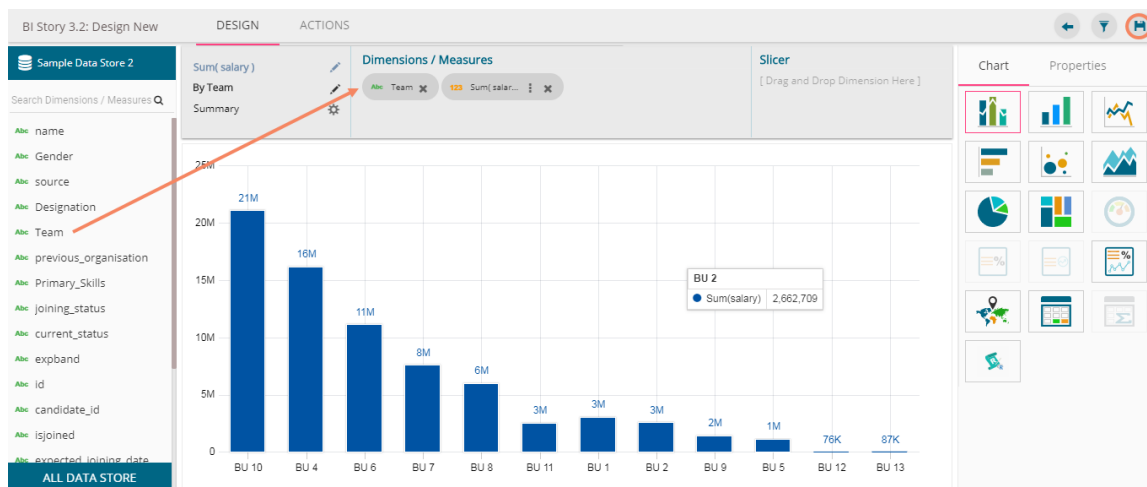 BI Story 3.2: Design New
DESIGN
ACTIONS
Sample Data Store 2
Search Dimensions / Measures
Abc name
Abc Gender
Abc source
Abc Designation
Abc Team
Abc previous_organisation
Abc Primary_Skills
Abc joining_status
Abc current_status
Abc expband
Abc id
Abc candidate_id
Abc isjoined
Abc expected_joining_date
ALL DATA STORE
Sum( salary )
By Team
Summary
Dimensions / Measures
Abc Team
123 Sum( salar...
Slicer
[ Drag and Drop Dimension Here ]
Chart
Properties
%
%
25M
20M
15M
10M
5M
0
21M
16M
11M
8M
6M
3M
3M
3M
2M
1M
76K
87K
BU 2
Sum(salary) 2,662,709
BU 10
BU 4
BU 6
BU 7
BU 8
BU 11
BU 1
BU 2
BU 9
BU 5
BU 12
BU 13